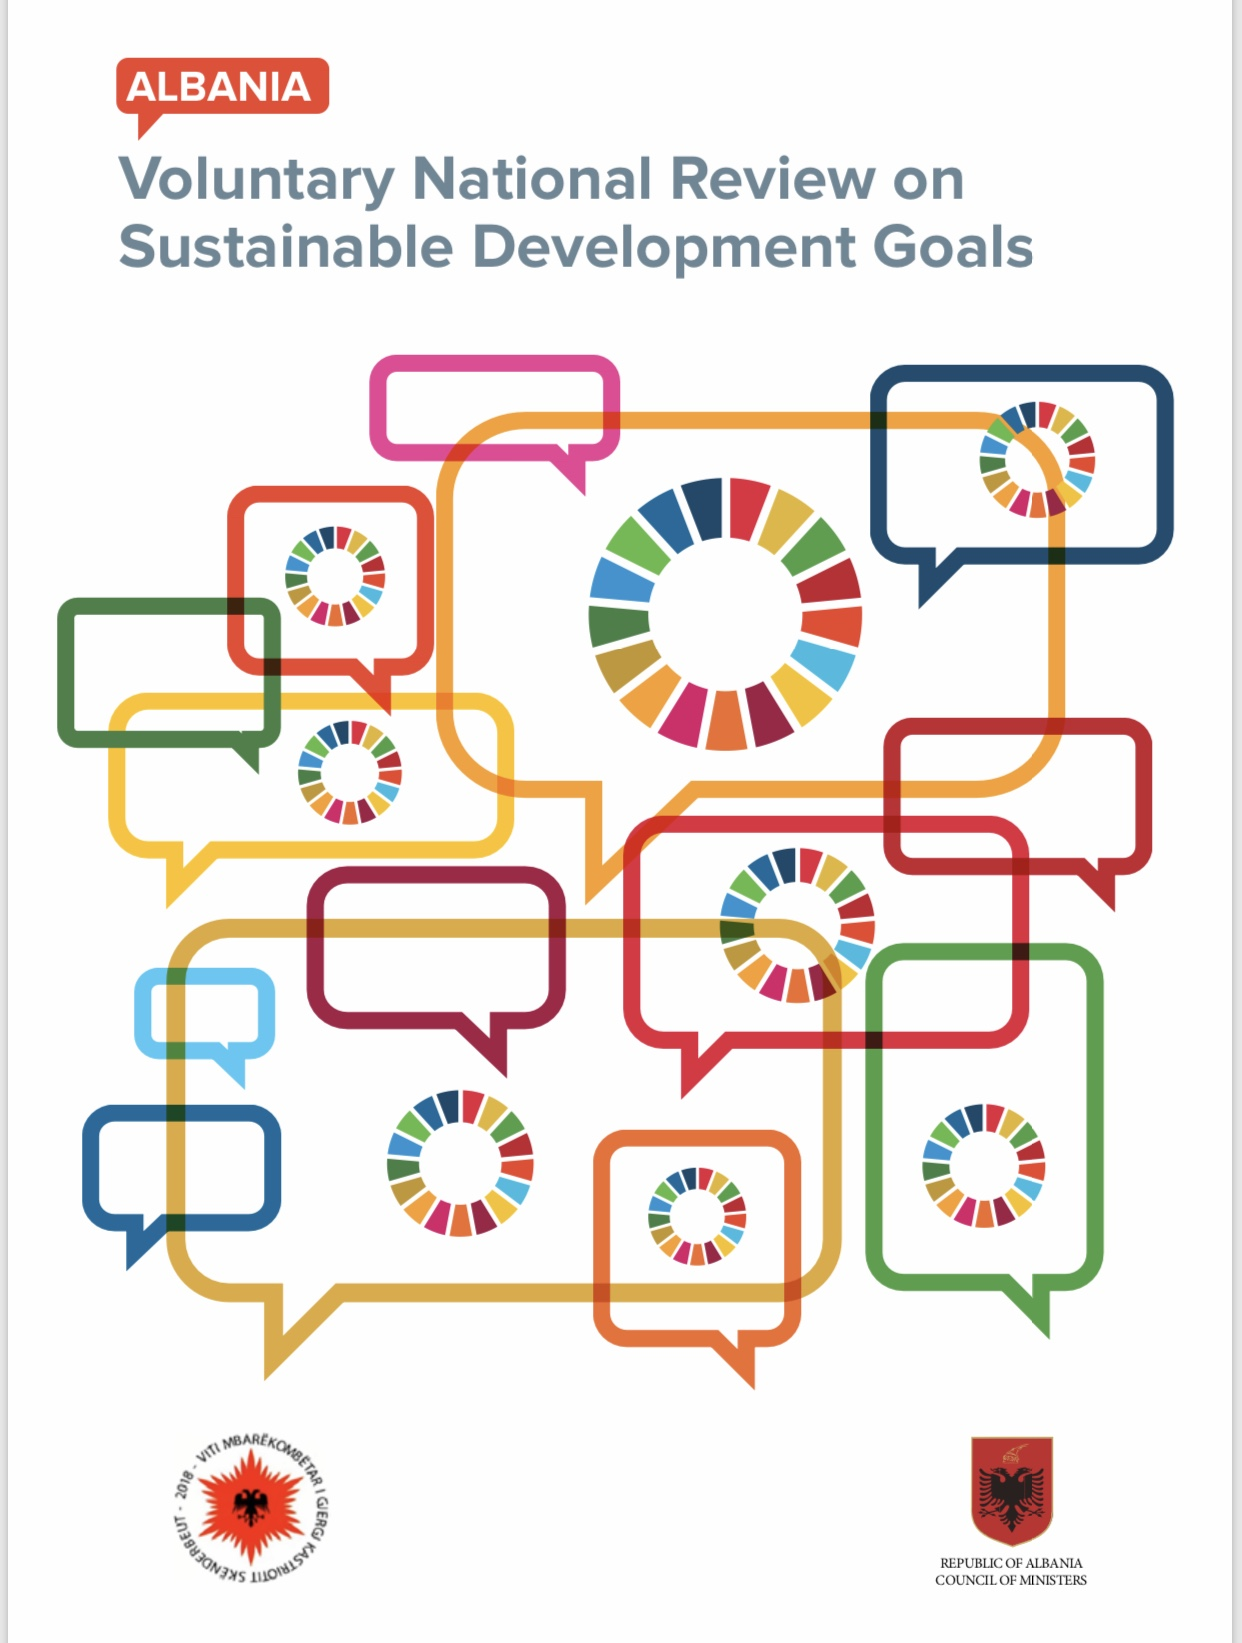 ALBANIA
Voluntary National Review on
Sustainable Development Goals
2018 - VITI MBARËKOMBËTAR I GJERGJ KASTRIOTIT SKËNDERBEUT -
REPUBLIC OF ALBANIA
COUNCIL OF MINISTERS